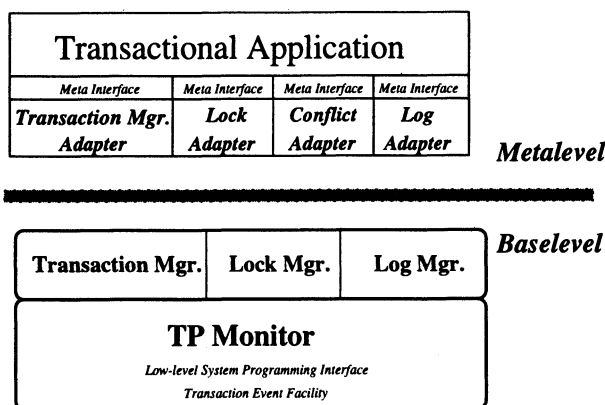 Transactional Application
Meta Interface Meta Interface Meta Interface Meta Interface
Transaction Mgr. Lock Conflict Log
Adapter Adapter Adapter Adapter
Metalevel
Baselevel
Transaction Mgr. Lock Mgr. Log Mgr.
TP Monitor
Low-level System Programming Interface
Transaction Event Facility